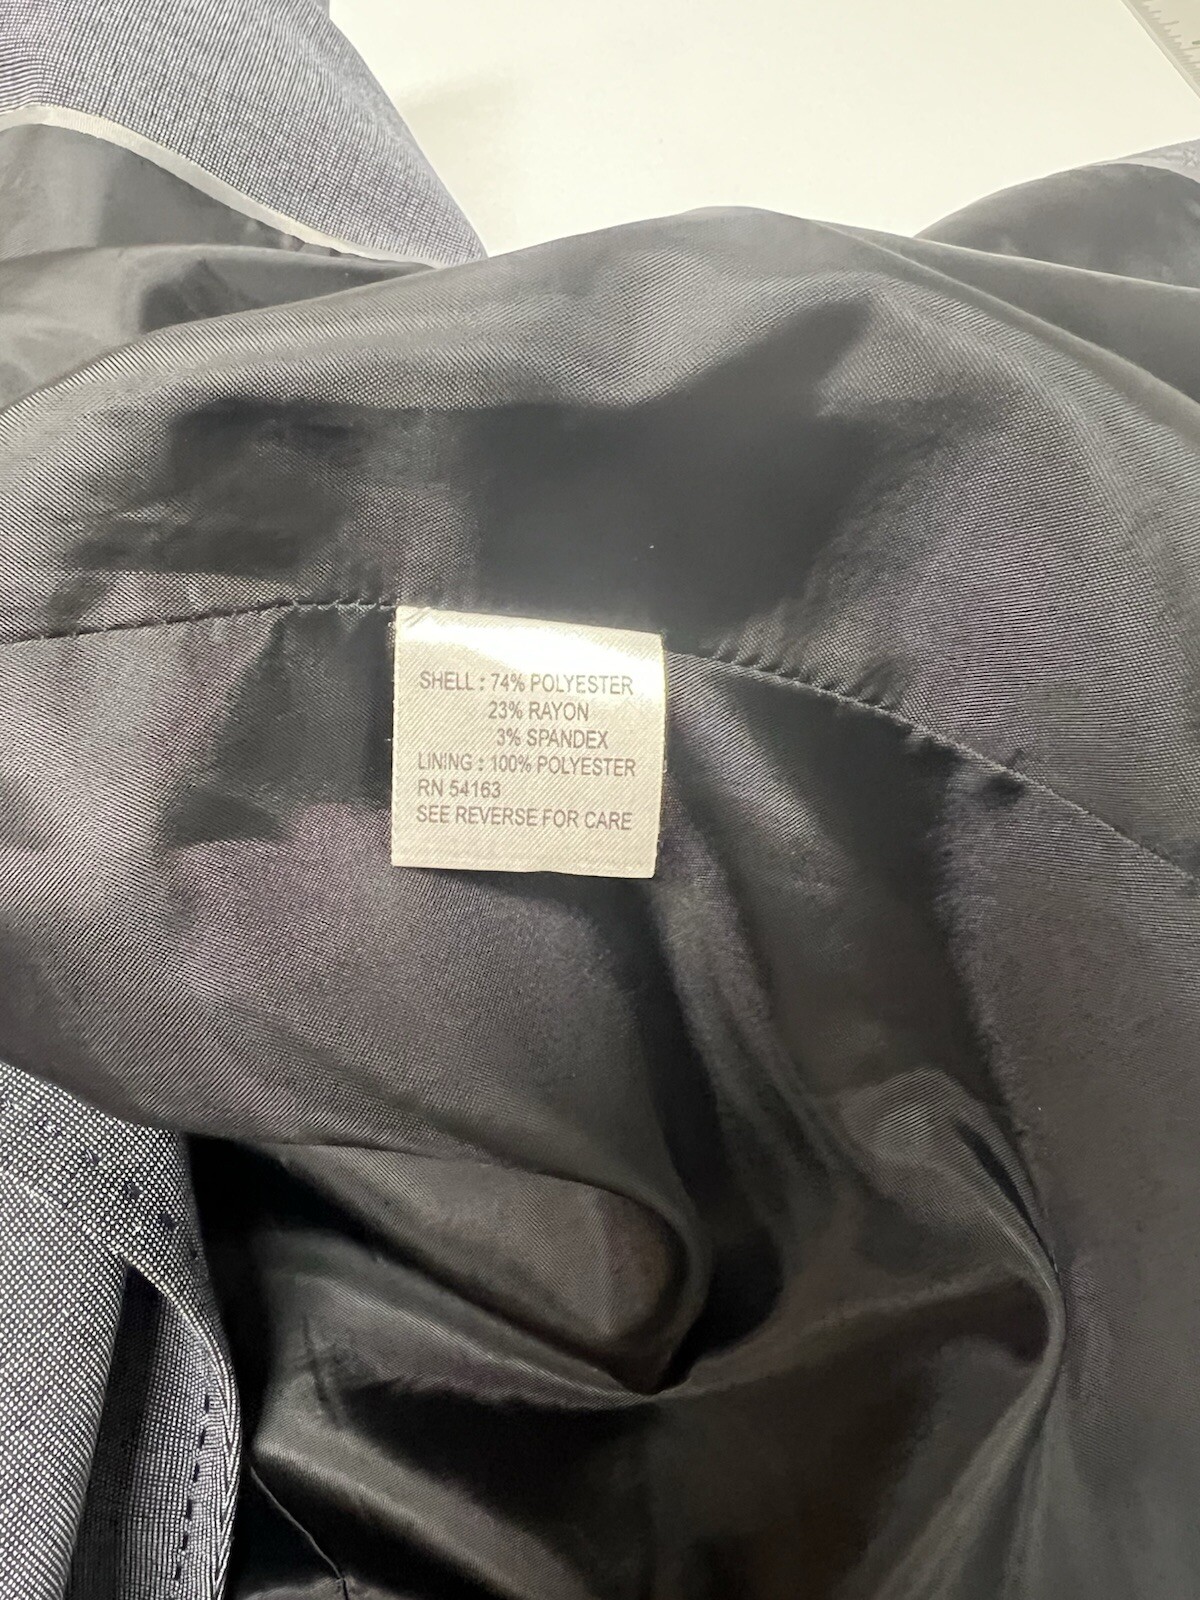 SHELL : 74% POLYESTER
23% RAYON
3% SPANDEX
LINING : 100% POLYESTER
RN 54163
SEE REVERSE FOR CARE